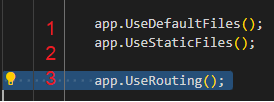 1 app.UseDefaultFiles();
2 app.UseStaticFiles();
3 app.UseRouting();